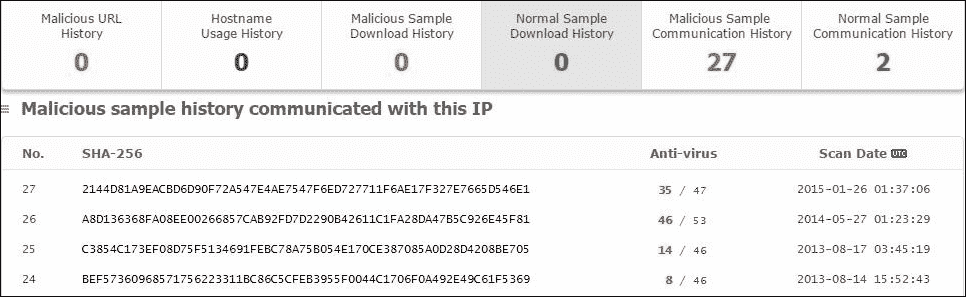 Malicious URL History
Hostname Usage History
Malicious Sample Download History
Normal Sample Download History
Malicious Sample Communication History
Normal Sample Communication History
0 0 0 0 27 2
Malicious sample history communicated with this IP
No. SHA-256 Anti-virus Scan Date UTC
27 2144D81A9EACBD6D90F72A547E4AE7547F6ED727711F6AE17F327E7665D546E1 35 / 47 2015-01-26 01:37:06
26 A8D136368FA08EE00266857CAB92FD7D2290B42611C1FA28DA47B5C926E45F81 46 / 53 2014-05-27 01:23:29
25 C3854C173EF08D75F5134691FEBC78A75B054E170CE387085A0D28D4208BE705 14 / 46 2013-08-17 03:45:19
24 BEF57360968571756223311BC86C5CFEB3955F0044C1706F0A492E49C61F5369 8 / 46 2013-08-14 15:52:43